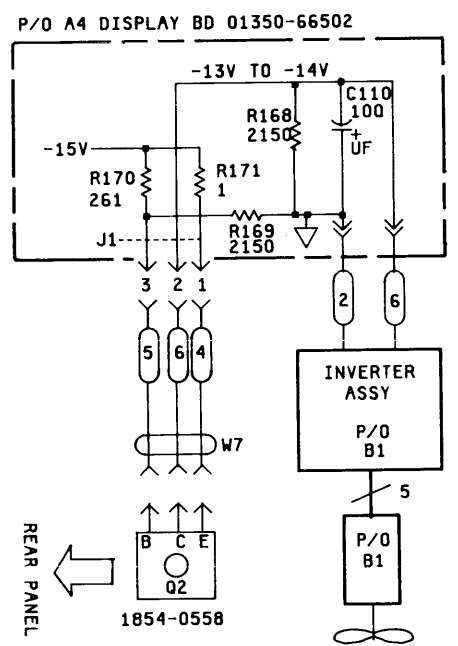 P/O A4 DISPLAY BD 01350-66502
-13V TO -14V
C110
100
+
UF
R168
2150
-15V
R170
261
R171
1
R169
2150
J1
3 2 1
2 6
5 6 4
INVERTER
ASSY
P/O
B1
W7
5
B C E
Q2
P/O
B1
REAR PANEL
1854-0558